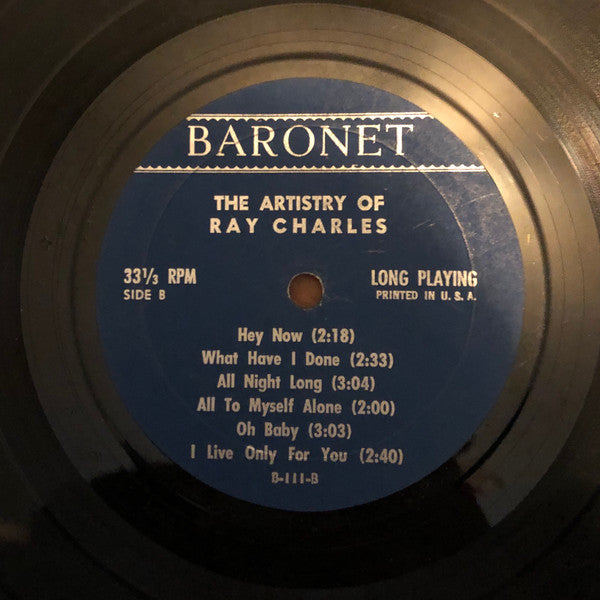 BARONET
THE ARTISTRY OF
RAY CHARLES
33⅓ RPM
SIDE B
LONG PLAYING
PRINTED IN U. S. A.
Hey Now (2:18)
What Have I Done (2:33)
All Night Long (3:04)
All To Myself Alone (2:00)
Oh Baby (3:03)
I Live Only For You (2:40)
B-111-B